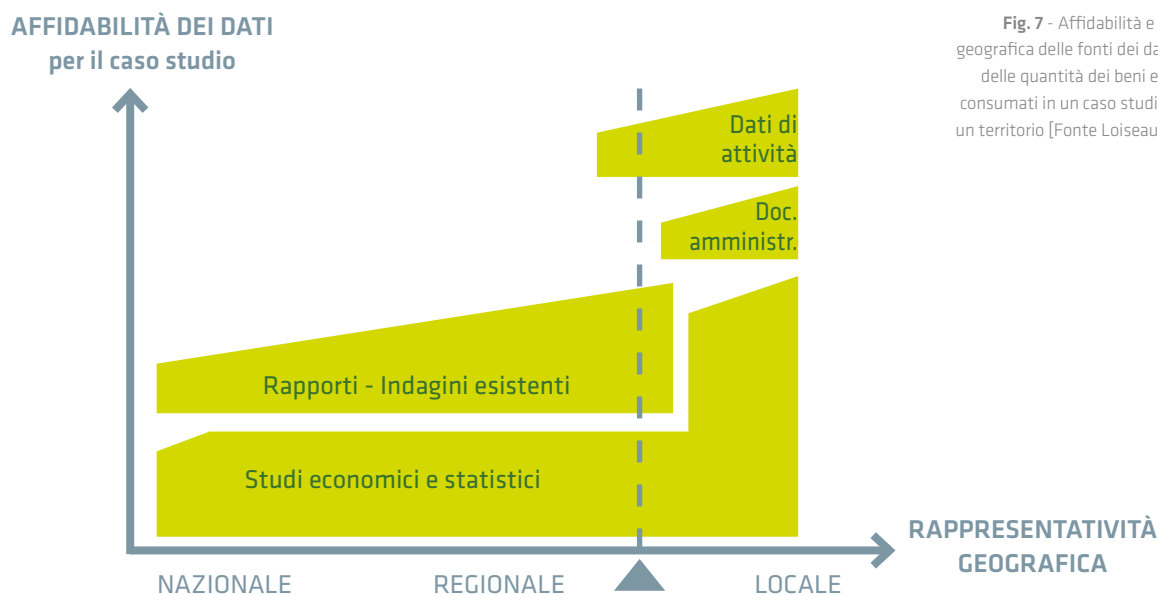 AFFIDABILITÀ DEI DATI
per il caso studio
Fig. 7 - Affidabilità e
geografica delle fonti dei da
delle quantità dei beni e
consumati in un caso studi
un territorio [Fonte Loiseau
Dati di
attività
Doc.
amministr.
Rapporti - Indagini esistenti
Studi economici e statistici
RAPPRESENTATIVITÀ
GEOGRAFICA
NAZIONALE
REGIONALE
LOCALE